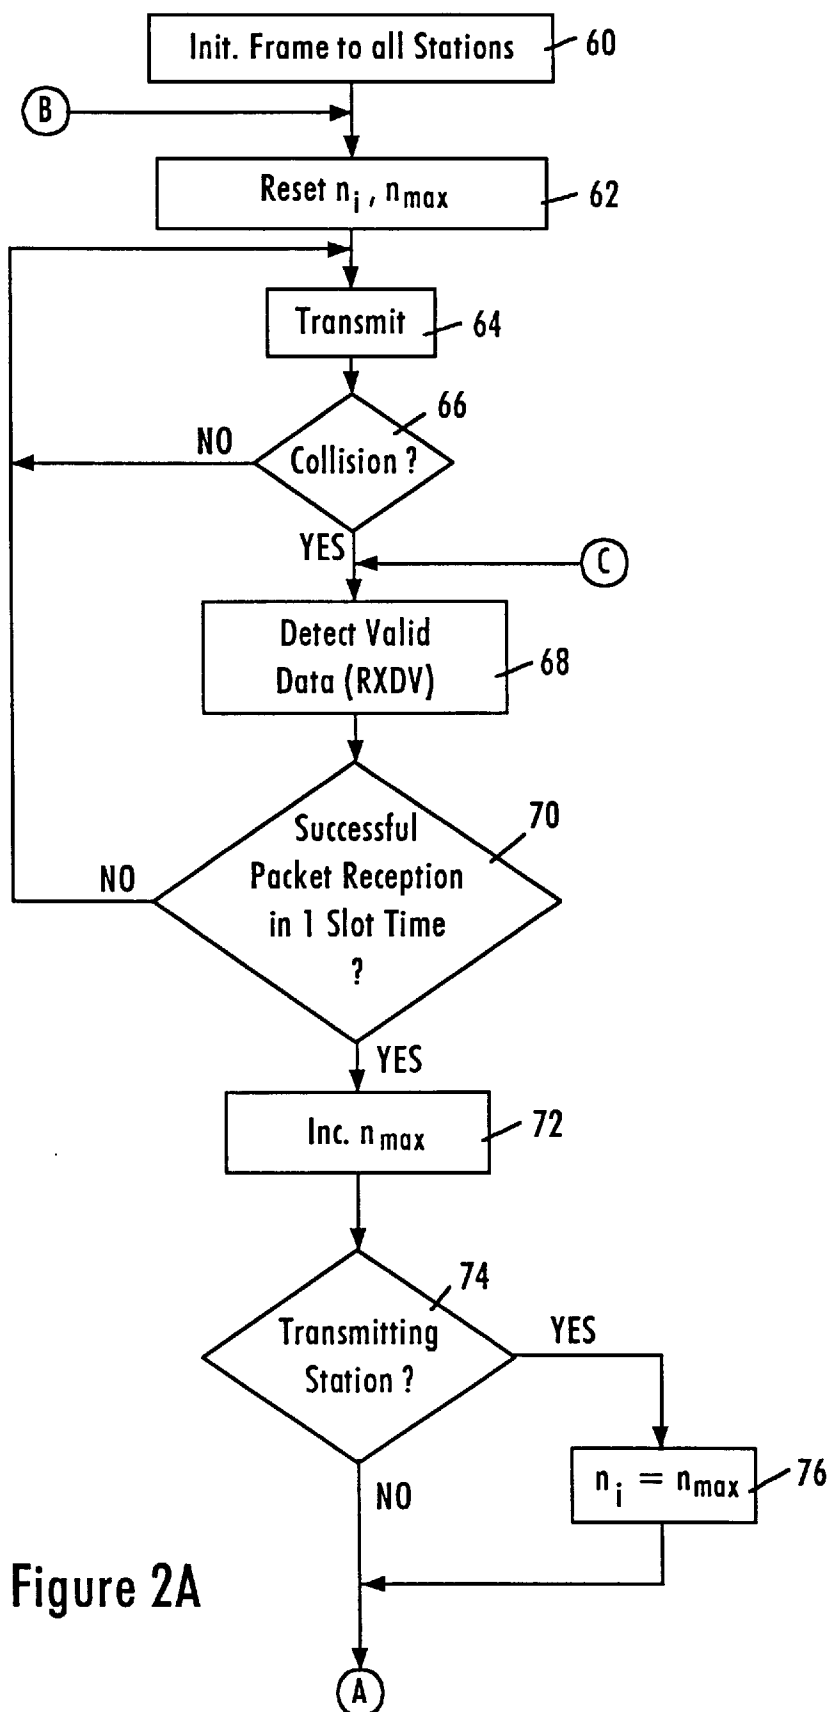 Init. Frame to all Stations
60
B
Reset n_i, n_max
62
Transmit
64
66
NO
Collision ?
YES
C
Detect Valid
Data (RXDV)
68
70
Successful
Packet Reception
in 1 Slot Time
?
NO
YES
Inc. n_max
72
74
Transmitting
Station ?
YES
n_i = n_max
76
NO
Figure 2A
A